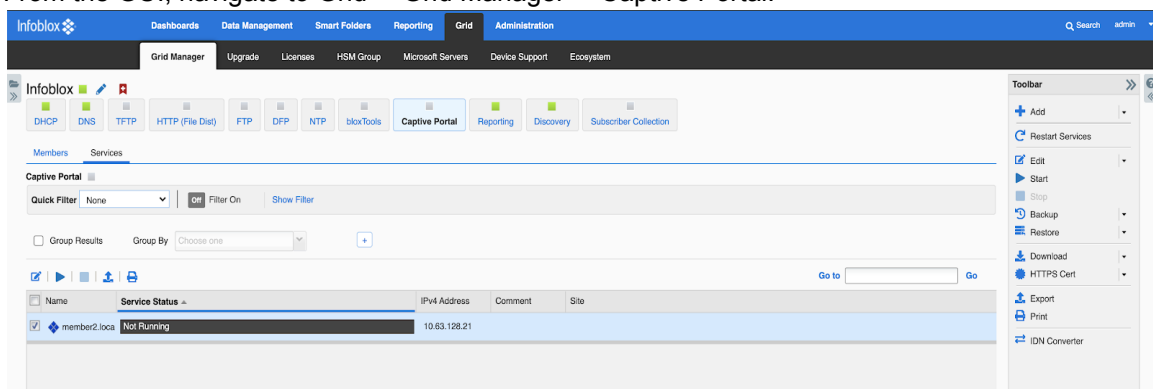 From the GUI, navigate to Grid → Grid Manager → Captive Portal.
Infoblox Dashboards Data Management Smart Folders Reporting Grid Administration Search admin
Grid Manager Upgrade Licenses HSM Group Microsoft Servers Device Support Ecosystem
Infoblox
DHCP DNS TFTP HTTP (File Dist) FTP DFP NTP bloxTools Captive Portal Reporting Discovery Subscriber Collection
Members Services
Captive Portal
Quick Filter None Off Filter On Show Filter
Group Results Group By Choose one +
Go to Go
Name Service Status IPv4 Address Comment Site
member2.loca Not Running 10.63.128.21
Toolbar
Add
Restart Services
Edit
Start
Stop
Backup
Restore
Download
HTTPS Cert
Export
Print
IDN Converter